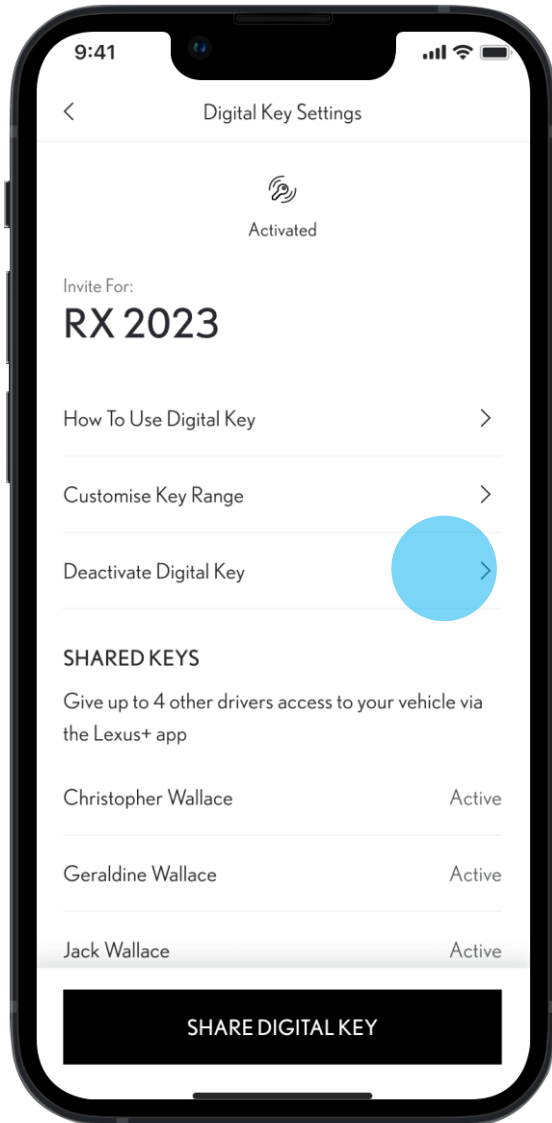 9:41
Digital Key Settings
Activated
Invite For:
RX 2023
How To Use Digital Key
Customise Key Range
Deactivate Digital Key
SHARED KEYS
Give up to 4 other drivers access to your vehicle via
the Lexus+ app
Christopher Wallace Active
Geraldine Wallace Active
Jack Wallace Active
SHARE DIGITAL KEY